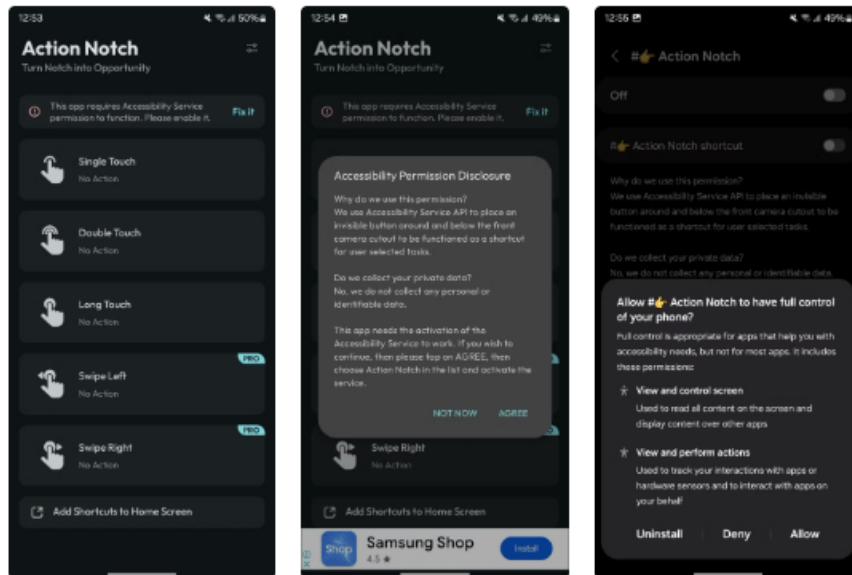 12:53
50%
Action Notch
Turn Notch into Opportunity
This app requires Accessibility Service
permission to function. Please enable it.
Fix it
Single Touch
No Action
Double Touch
No Action
Long Touch
No Action
PRO
Swipe Left
No Action
PRO
Swipe Right
No Action
Add Shortcuts to Home Screen
12:54
49%
Action Notch
Turn Notch into Opportunity
This app requires Accessibility Service
permission to function. Please enable it.
Fix it
Accessibility Permission Disclosure
Why do we use this permission?
We use Accessibility Service API to place an
invisible button around and below the front
camera cutout to be functioned as a shortcut
for user selected tasks.
Do we collect your private data?
No, we do not collect any personal or
identifiable data.
This app needs the activation of the
Accessibility Service to work. If you wish to
continue, then please tap on AGREE, then
choose Action Notch in the list and activate the
service.
NOT NOW
AGREE
Swipe Right
No Action
Add Shortcuts to Home Screen
Shop
Samsung Shop
4.5 ★
Install
12:55
49%
#👉 Action Notch
Off
#👉 Action Notch shortcut
Why do we use this permission?
We use Accessibility Service API to place an invisible
button around and below the front camera cutout to be
functioned as a shortcut for user selected tasks.
Do we collect your private data?
No, we do not collect any personal or identifiable data.
Allow #👉 Action Notch to have full control
of your phone?
Full control is appropriate for apps that help you with
accessibility needs, but not for most apps. It includes
these permissions:
View and control screen
Used to read all content on the screen and
display content over other apps
View and perform actions
Used to track your interactions with apps or
hardware sensors and to interact with apps on
your behalf
Uninstall
Deny
Allow